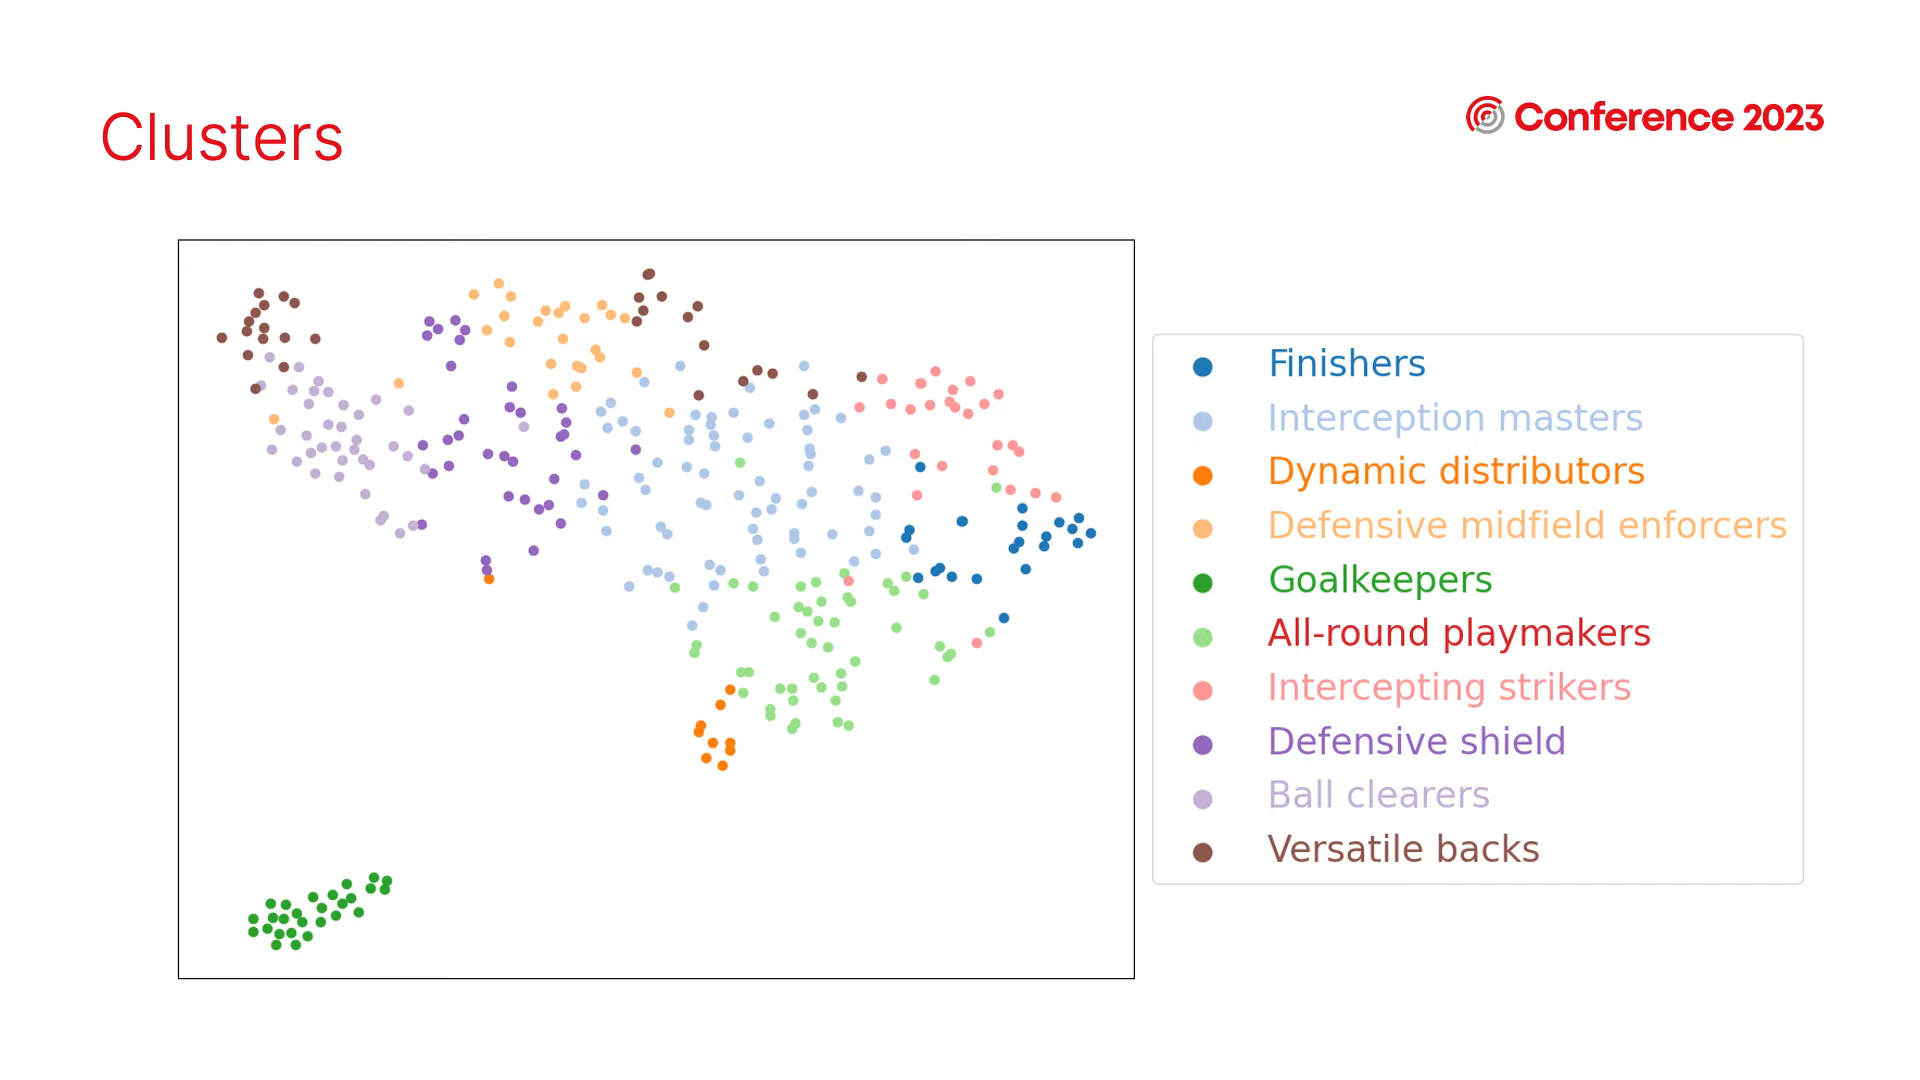 Clusters
Conference 2023
Finishers
Interception masters
Dynamic distributors
Defensive midfield enforcers
Goalkeepers
All-round playmakers
Intercepting strikers
Defensive shield
Ball clearers
Versatile backs